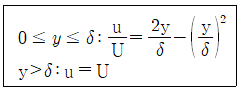 0 ≤ y ≤ δ: u/U = 2y/δ − (y/δ)²
y>δ: u = U